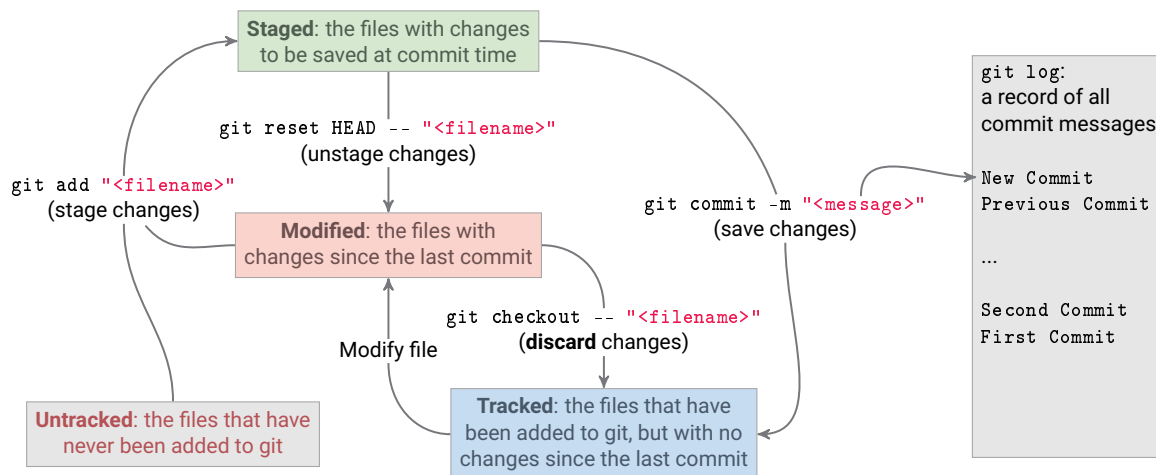 Staged: the files with changes
to be saved at commit time
git reset HEAD -- "<filename>"
(unstage changes)
git add "<filename>"
(stage changes)
Modified: the files with
changes since the last commit
git commit -m "<message>"
(save changes)
git checkout -- "<filename>"
(discard changes)
Modify file
Untracked: the files that have
never been added to git
Tracked: the files that have
been added to git, but with no
changes since the last commit
git log:
a record of all
commit messages
New Commit
Previous Commit
...
Second Commit
First Commit